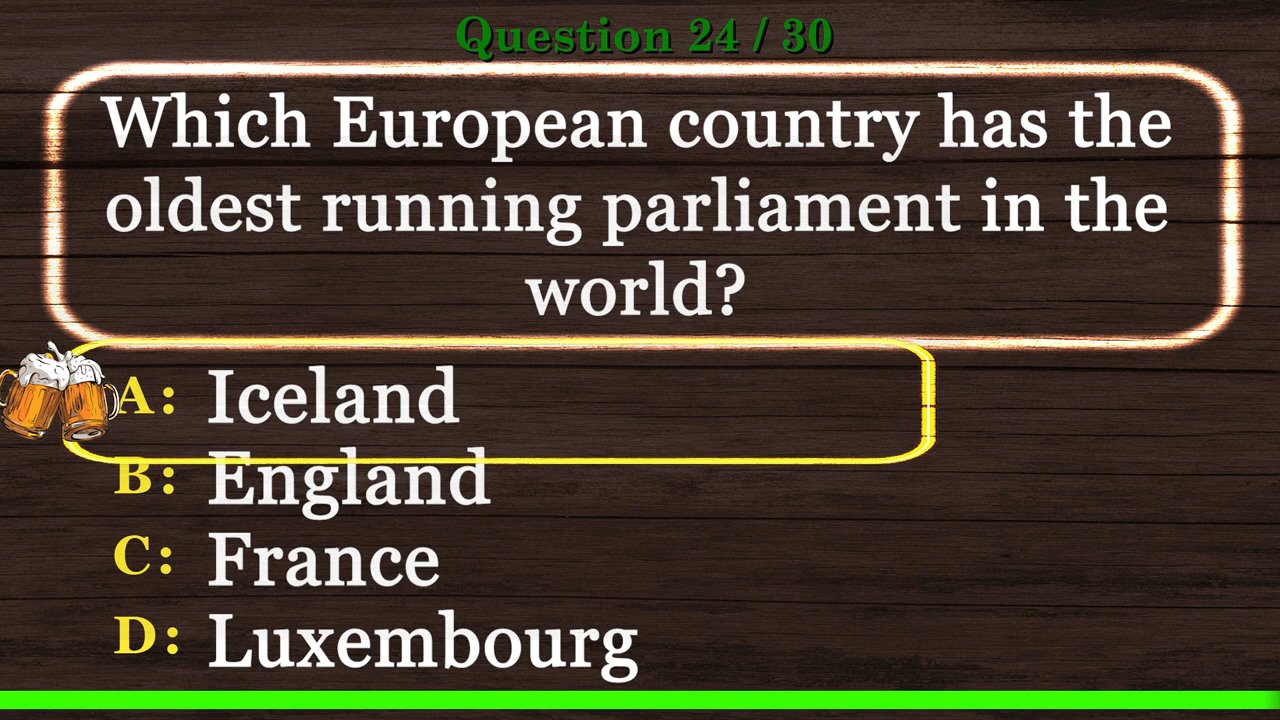 Question 24 / 30
Which European country has the
oldest running parliament in the
world?
A: Iceland
B: England
C: France
D: Luxembourg